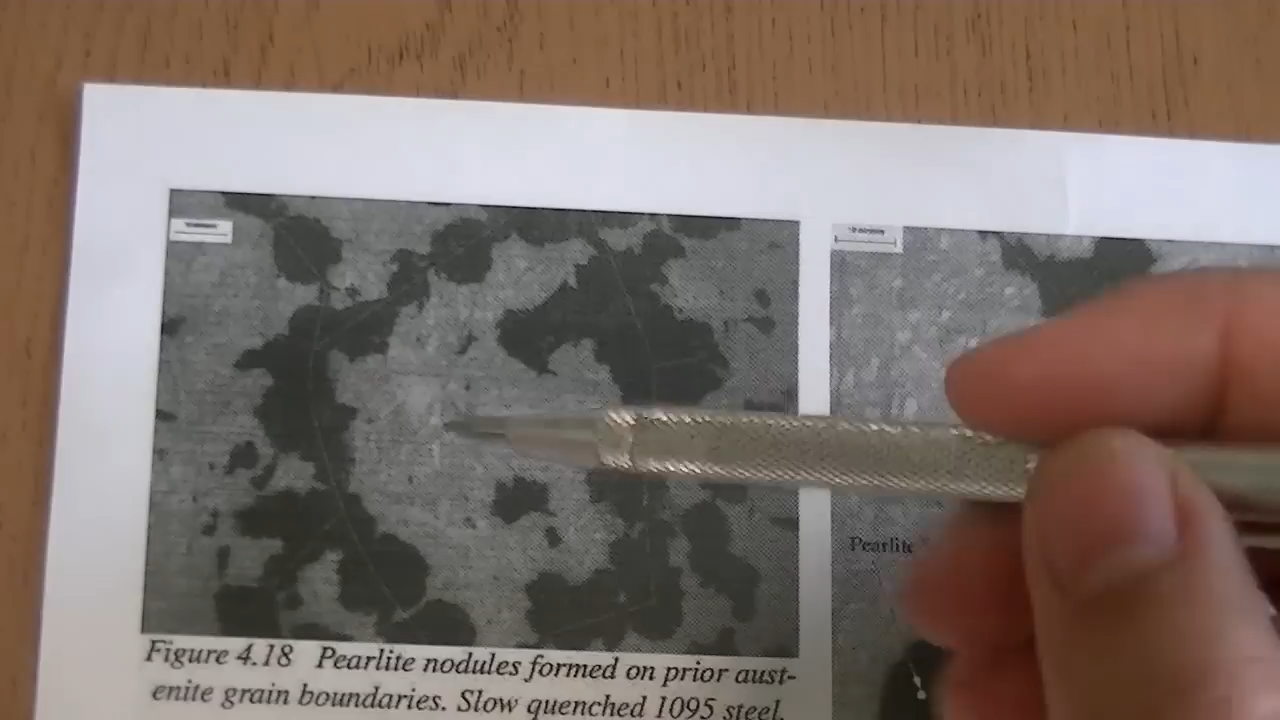 Pearlite
Figure 4.18 Pearlite nodules formed on prior aust-
enite grain boundaries. Slow quenched 1095 steel.